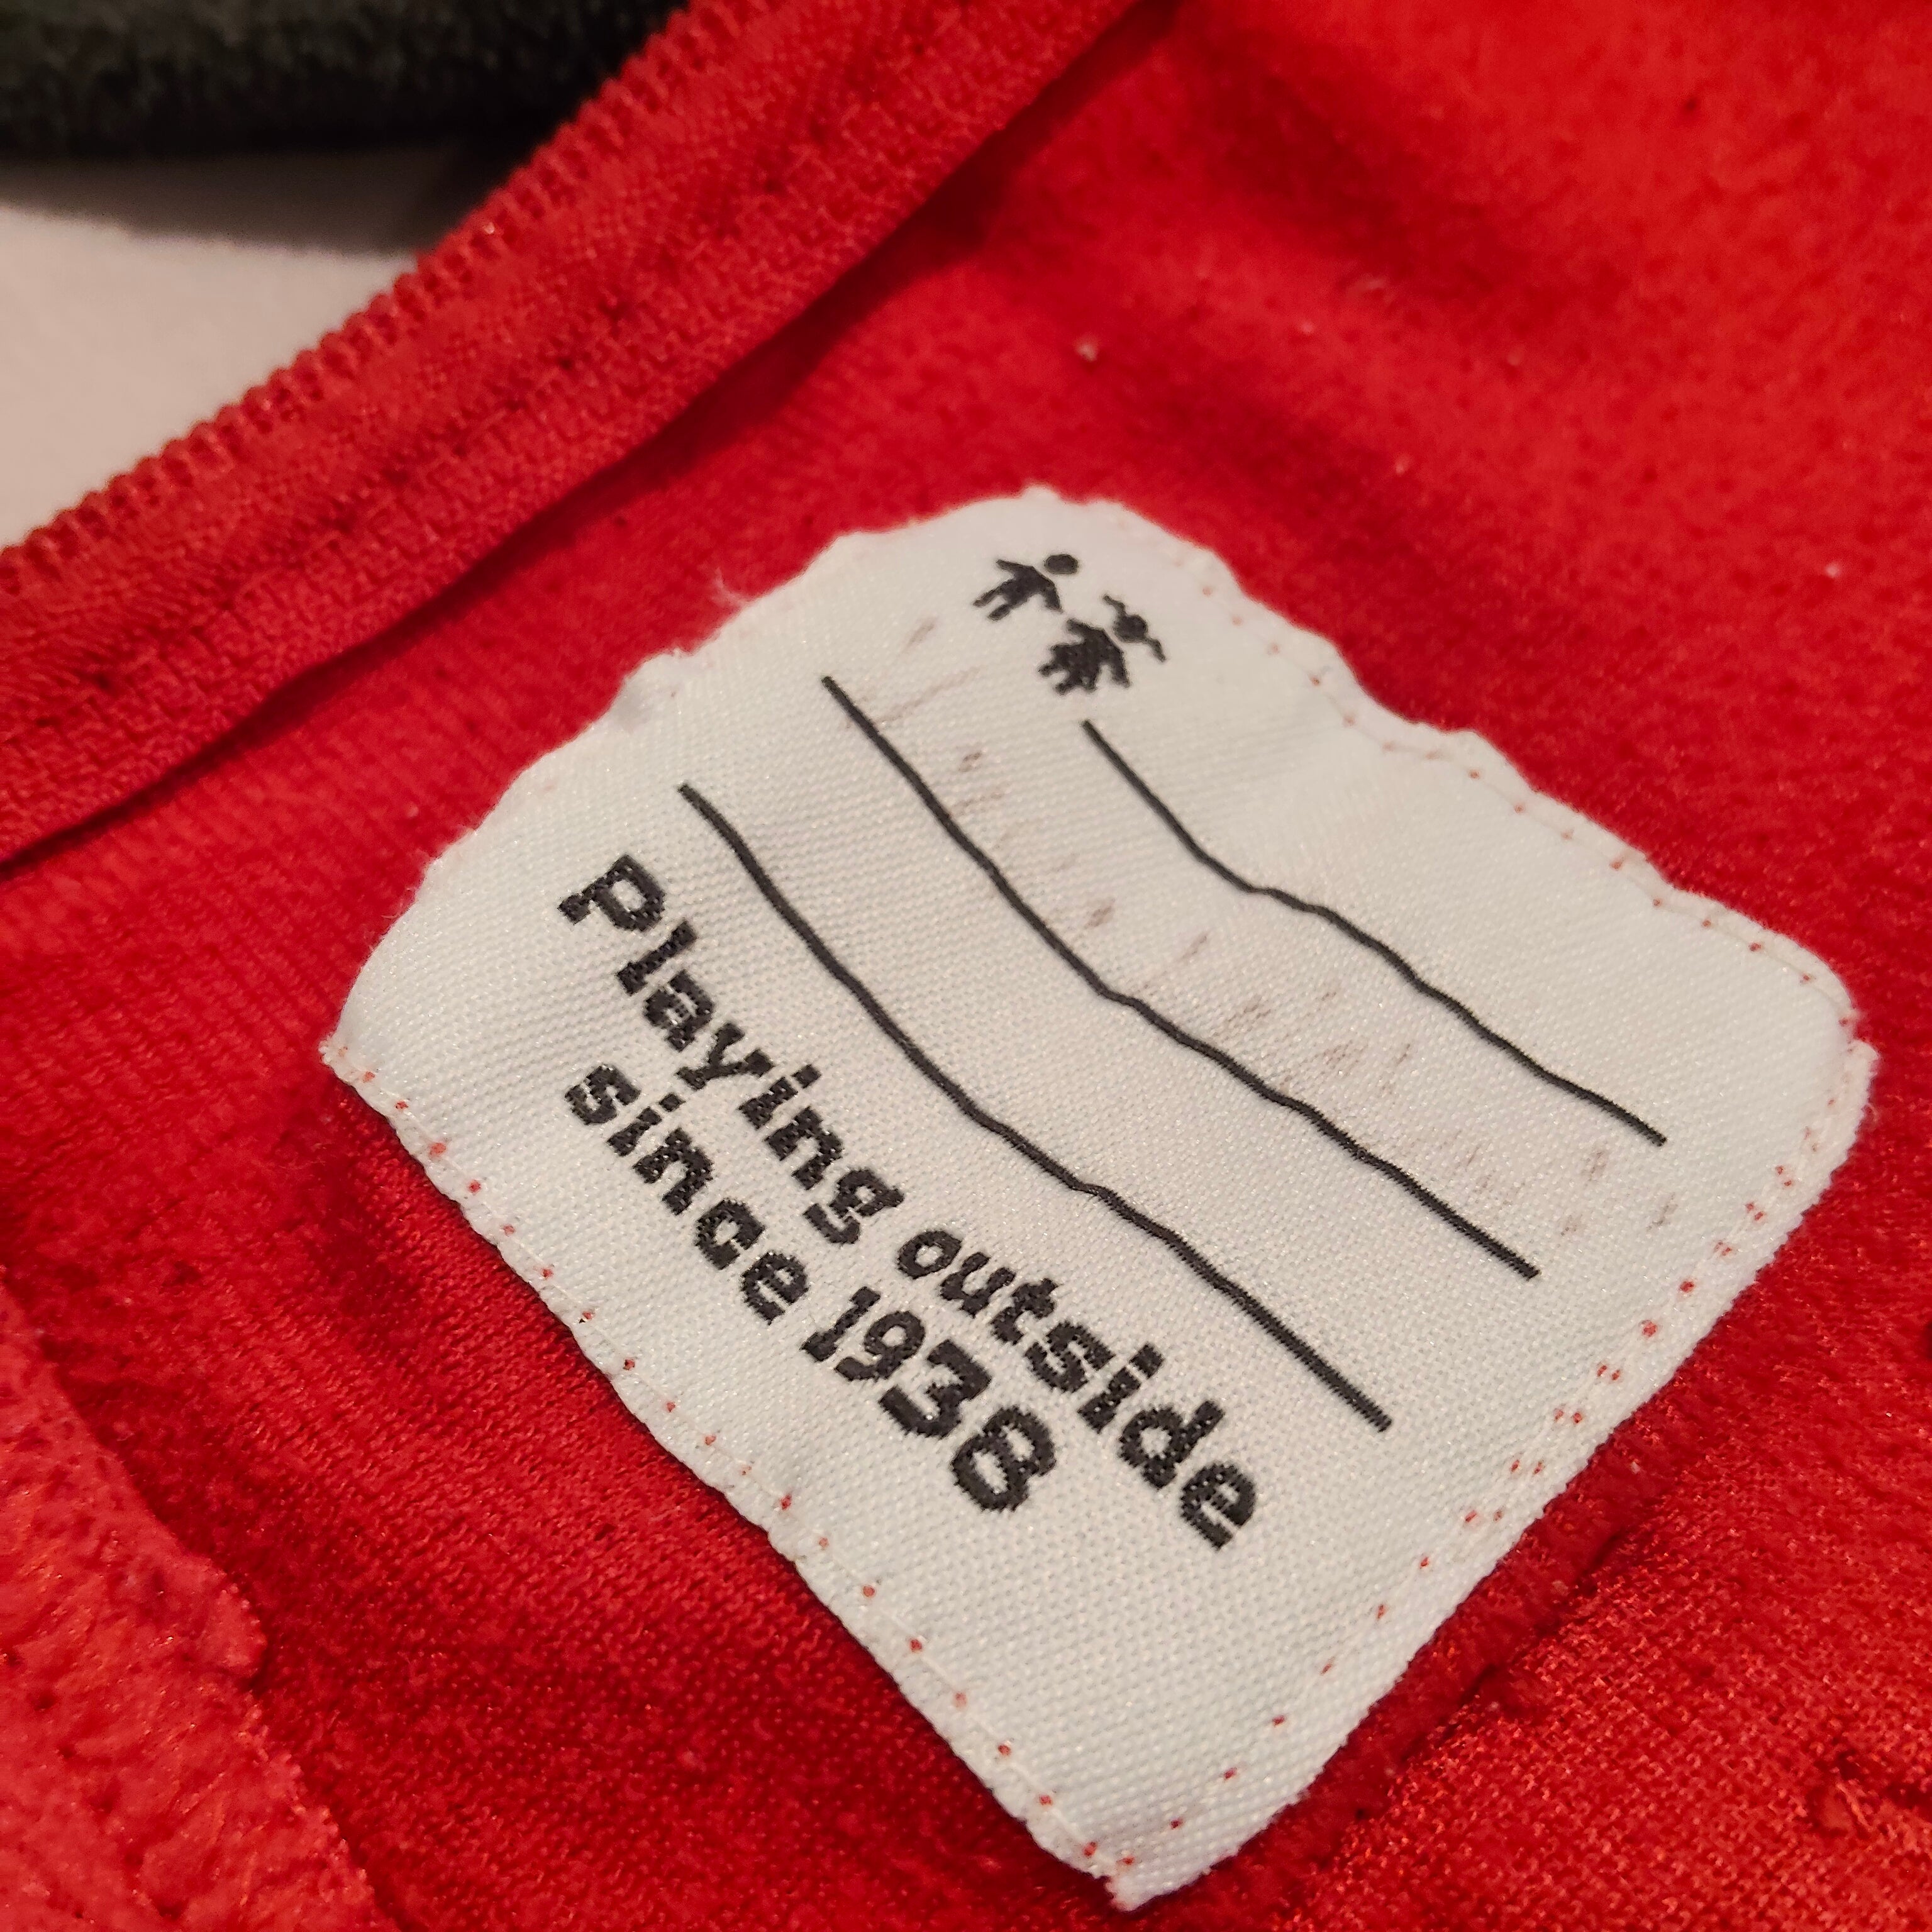 Playing outside
since 1938